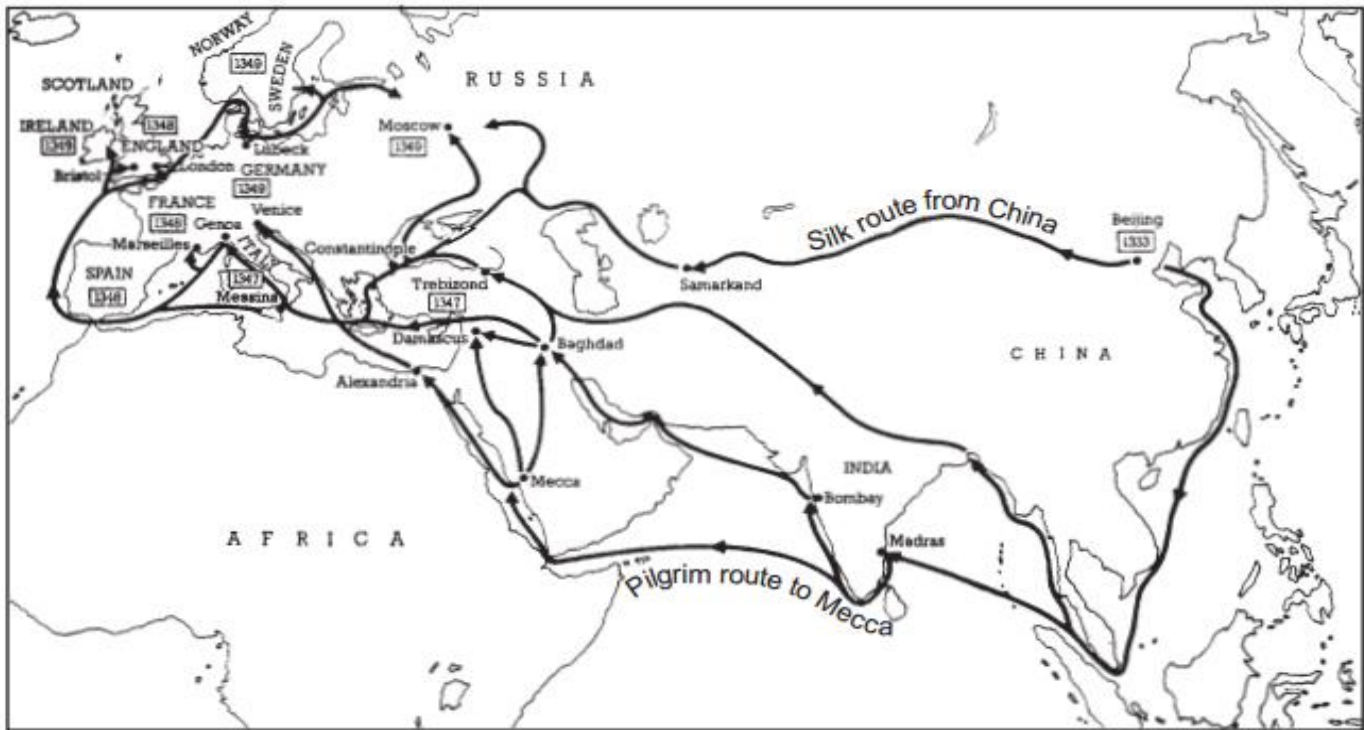 NORWAY
1349
SWEDEN
RUSSIA
SCOTLAND
1348
IRELAND
1349
ENGLAND
Moscow
1349
London
Lübeck
Bristol
GERMANY
1349
FRANCE
1348
Genoa
Venice
Marseilles
ITALY
1347
Constantinople
Silk route from China
Beijing
1333
SPAIN
1348
Messina
Trebizond
1347
Samarkand
Damascus
Baghdad
CHINA
Alexandria
Mecca
INDIA
Bombay
AFRICA
Madras
Pilgrim route to Mecca